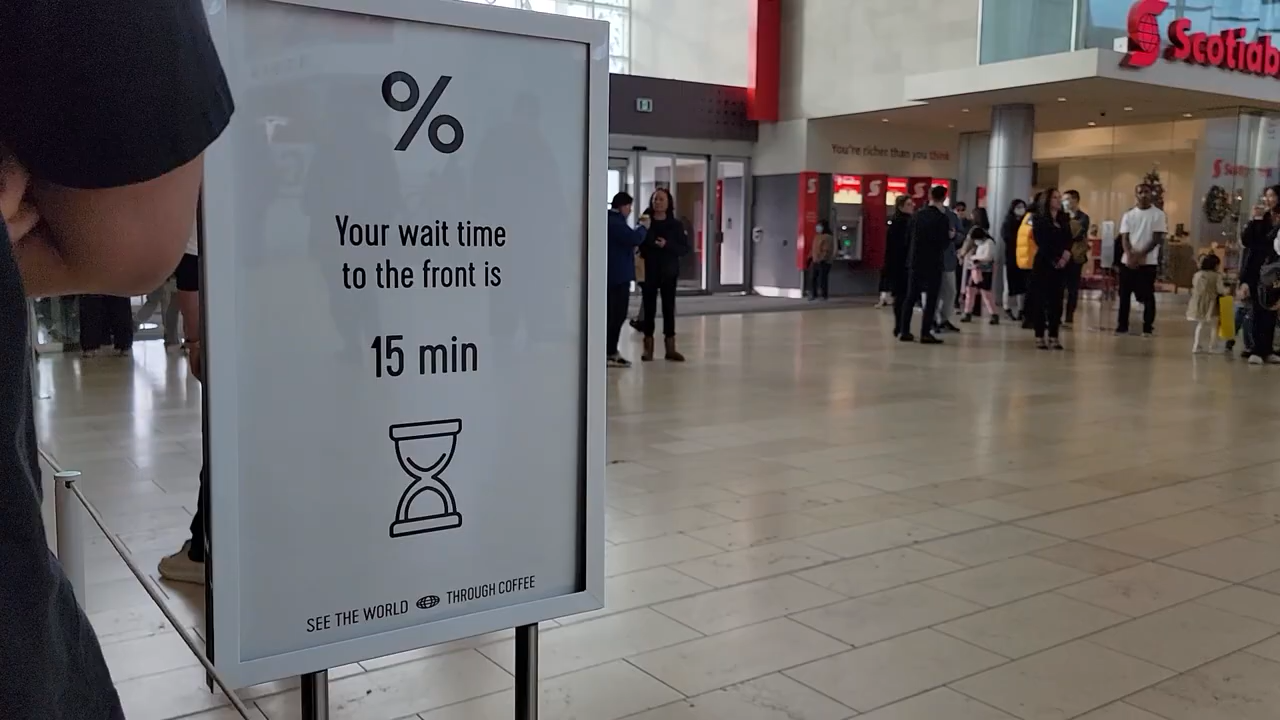 %
Your wait time
to the front is
15 min
SEE THE WORLD THROUGH COFFEE
Scotiab
You're richer than you think
S